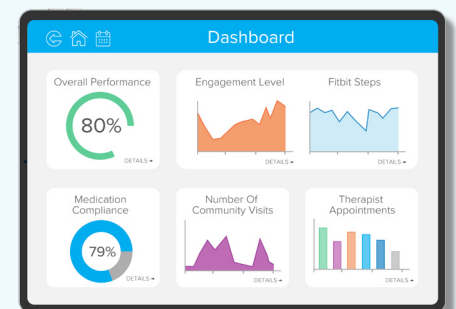 Dashboard
Overall Performance
80%
DETAILS
Engagement Level
DETAILS
Fitbit Steps
DETAILS
Medication
Compliance
79%
DETAILS
Number Of
Community Visits
DETAILS
Therapist
Appointments
DETAILS